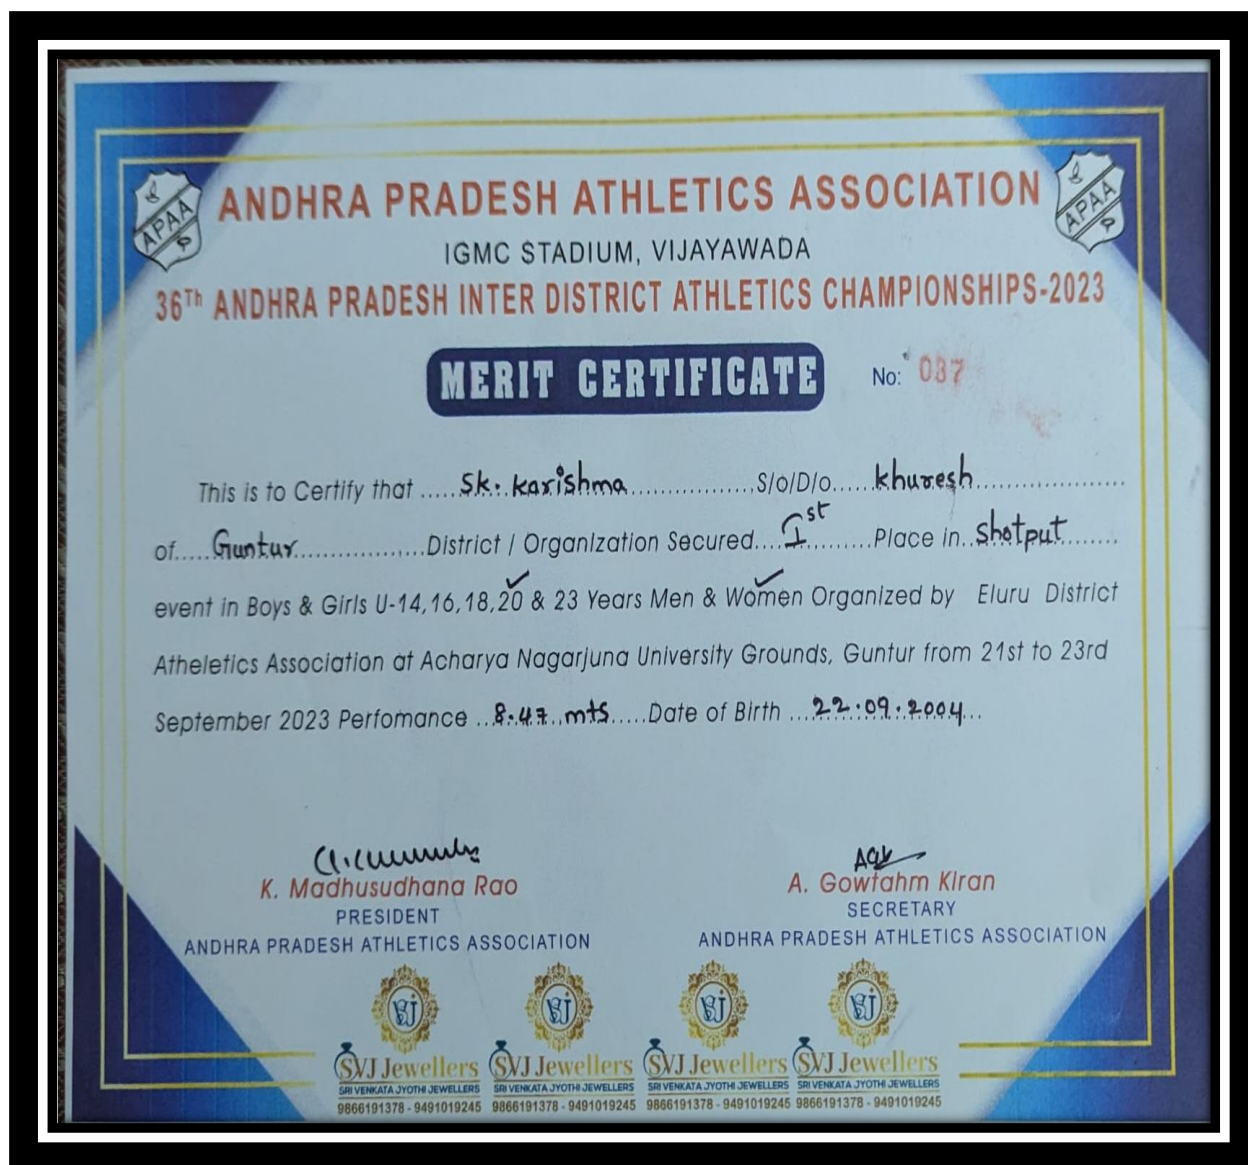 ANDHRA PRADESH ATHLETICS ASSOCIATION
APAA
APAA
IGMC STADIUM, VIJAYAWADA
36Th ANDHRA PRADESH INTER DISTRICT ATHLETICS CHAMPIONSHIPS-2023
MERIT CERTIFICATE No: 037
This is to Certify that ..... Sk. Karishma ................ S/o/D/o...... Khuresh ....................
of..... Guntur .................District / Organization Secured.... Ist .........Place in.. Shotput ........
event in Boys & Girls U-14,16,18,20 & 23 Years Men & Women Organized by Eluru District
Atheletics Association at Acharya Nagarjuna University Grounds, Guntur from 21st to 23rd
September 2023 Perfomance ...8.47 mts.....Date of Birth ...22.09.2004...
K. Madhusudhana Rao A. Gowtahm Kiran
PRESIDENT SECRETARY
ANDHRA PRADESH ATHLETICS ASSOCIATION ANDHRA PRADESH ATHLETICS ASSOCIATION
SVJ Jewellers SVJ Jewellers SVJ Jewellers SVJ Jewellers
SRI VENKATA JYOTHI JEWELLERS SRI VENKATA JYOTHI JEWELLERS SRI VENKATA JYOTHI JEWELLERS SRI VENKATA JYOTHI JEWELLERS
9866191378 - 9491019245 9866191378 - 9491019245 9866191378 - 9491019245 9866191378 - 9491019245